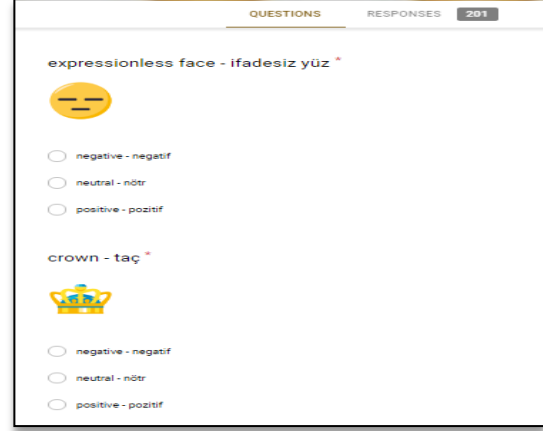 QUESTIONS RESPONSES 201
expressionless face - ifadesiz yüz *
negative - negatif
neutral - nötr
positive - pozitif
crown - taç *
negative - negatif
neutral - nötr
positive - pozitif